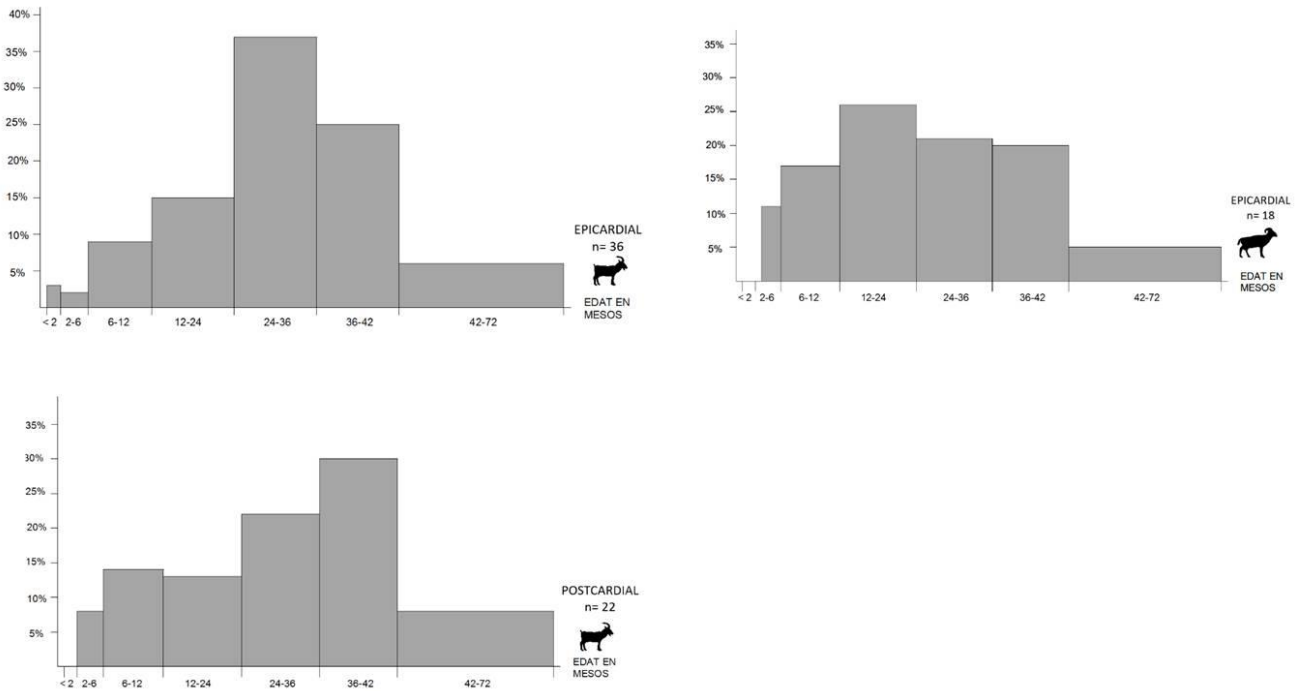 40%
35%
30%
25%
20%
15%
10%
5%
< 2 2-6 6-12 12-24 24-36 36-42 42-72
EPICARDIAL
n= 36
EDAT EN
MESOS
35%
30%
25%
20%
15%
10%
5%
< 2 2-6 6-12 12-24 24-36 36-42 42-72
EPICARDIAL
n= 18
EDAT EN
MESOS
35%
30%
25%
20%
15%
10%
5%
< 2 2-6 6-12 12-24 24-36 36-42 42-72
POSTCARDIAL
n= 22
EDAT EN
MESOS